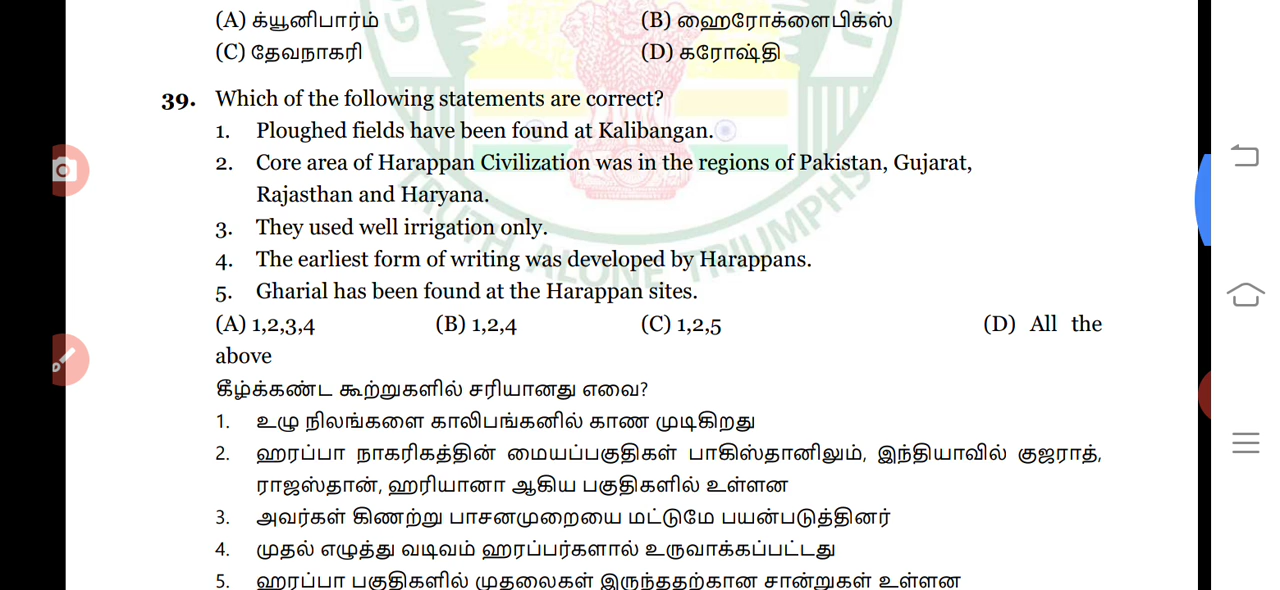 (A) க்யூனிபார்ம் (B) ஹைரோக்ளைபிக்ஸ்
(C) தேவநாகரி (D) கரோஷ்தி
39. Which of the following statements are correct?
1. Ploughed fields have been found at Kalibangan.
2. Core area of Harappan Civilization was in the regions of Pakistan, Gujarat,
Rajasthan and Haryana.
3. They used well irrigation only.
4. The earliest form of writing was developed by Harappans.
5. Gharial has been found at the Harappan sites.
(A) 1,2,3,4 (B) 1,2,4 (C) 1,2,5 (D) All the
above
கீழ்க்கண்ட கூற்றுகளில் சரியானது எவை?
1. உழு நிலங்களை காலிபங்கனில் காண முடிகிறது
2. ஹரப்பா நாகரிகத்தின் மையப்பகுதிகள் பாகிஸ்தானிலும், இந்தியாவில் குஜராத்,
ராஜஸ்தான், ஹரியானா ஆகிய பகுதிகளில் உள்ளன
3. அவர்கள் கிணற்று பாசனமுறையை மட்டுமே பயன்படுத்தினர்
4. முதல் எழுத்து வடிவம் ஹரப்பர்களால் உருவாக்கப்பட்டது
5. ஹரப்பா பகுதிகளில் முதலைகள் இருந்ததற்கான சான்றுகள் உள்ளன
TRUTH ALONE TRIUMPHS